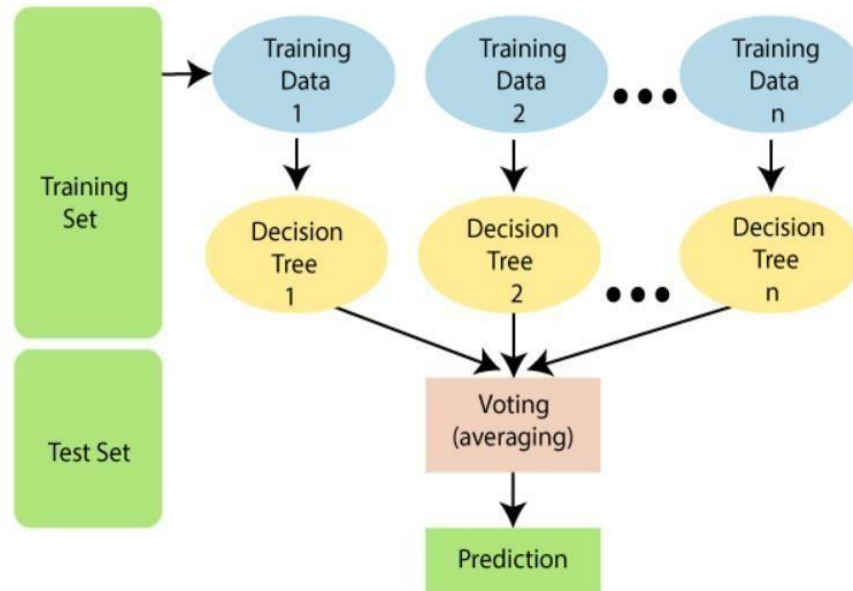 Training
Set
Test Set
Training
Data
1
Training
Data
2
Training
Data
n
Decision
Tree
1
Decision
Tree
2
Decision
Tree
n
Voting
(averaging)
Prediction